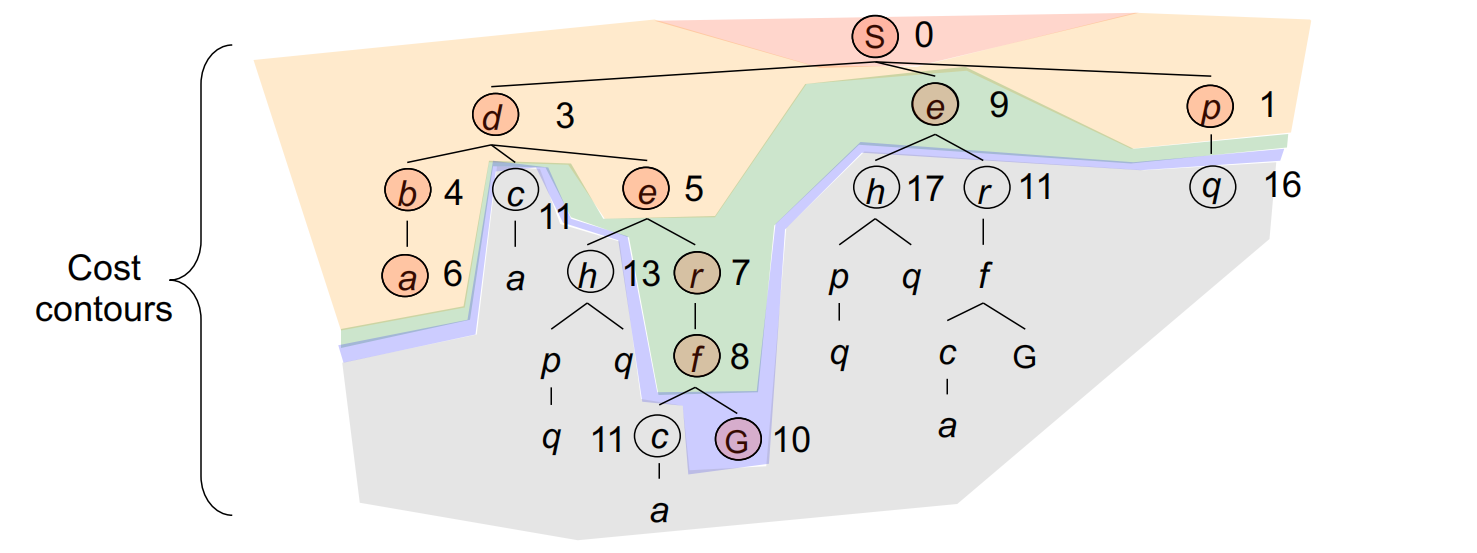 S 0
d 3 e 9 p 1
b 4 c 11 e 5 h 17 r 11 q 16
Cost
contours
a 6 a h 13 r 7 p q f
p q f 8 q c G
q 11 c G 10 a
a